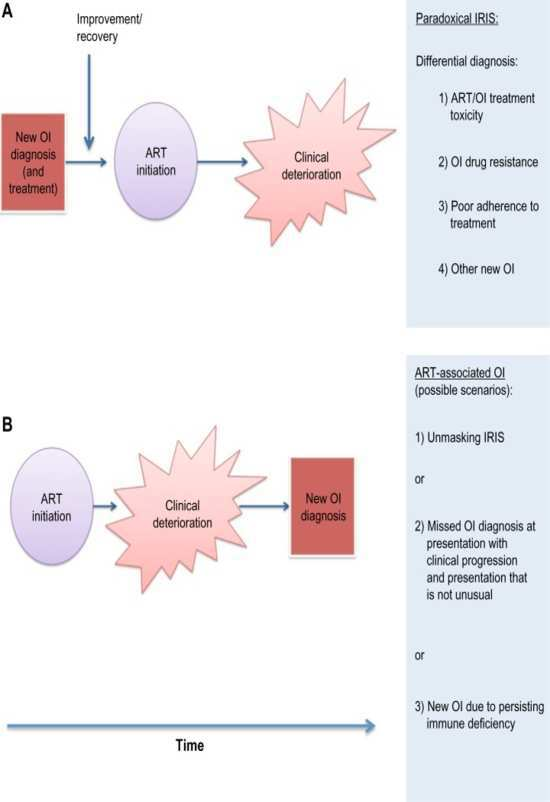 A
Improvement/
recovery
New OI
diagnosis
(and
treatment)
ART
initiation
Clinical
deterioration
Paradoxical IRIS:
Differential diagnosis:
1) ART/OI treatment
toxicity
2) OI drug resistance
3) Poor adherence to
treatment
4) Other new OI
B
ART
initiation
Clinical
deterioration
New OI
diagnosis
ART-associated OI
(possible scenarios):
1) Unmasking IRIS
or
2) Missed OI diagnosis at
presentation with
clinical progression
and presentation that
is not unusual
or
3) New OI due to persisting
immune deficiency
Time